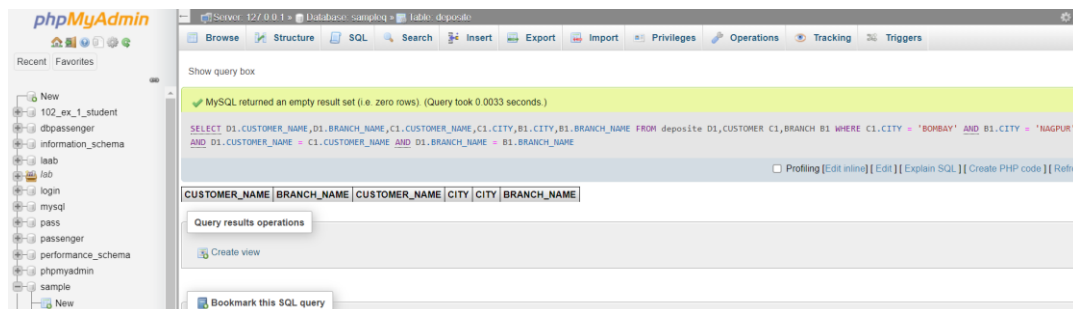 phpMyAdmin
Recent Favorites
New
102_ex_1_student
dbpassenger
information_schema
laab
lab
login
mysql
pass
passenger
performance_schema
phpmyadmin
sample
New
Server: 127.0.0.1 » Database: sampleq » Table: deposite
Browse Structure SQL Search Insert Export Import Privileges Operations Tracking Triggers
Show query box
MySQL returned an empty result set (i.e. zero rows). (Query took 0.0033 seconds.)
SELECT D1.CUSTOMER_NAME,D1.BRANCH_NAME,C1.CUSTOMER_NAME,C1.CITY,B1.CITY,B1.BRANCH_NAME FROM deposite D1,CUSTOMER C1,BRANCH B1 WHERE C1.CITY = 'BOMBAY' AND B1.CITY = 'NAGPUR'
AND D1.CUSTOMER_NAME = C1.CUSTOMER_NAME AND D1.BRANCH_NAME = B1.BRANCH_NAME
Profiling [Edit inline] [ Edit ] [ Explain SQL ] [ Create PHP code ] [ Refre
CUSTOMER_NAME BRANCH_NAME CUSTOMER_NAME CITY CITY BRANCH_NAME
Query results operations
Create view
Bookmark this SQL query